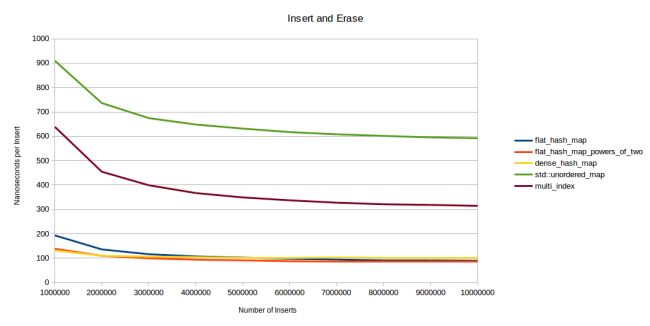 Insert and Erase
1000
900
800
700
600
500
400
300
200
100
0
Nanoseconds per Insert
1000000 2000000 3000000 4000000 5000000 6000000 7000000 8000000 9000000 10000000
Number of Inserts
flat_hash_map
flat_hash_map_powers_of_two
dense_hash_map
std::unordered_map
multi_index